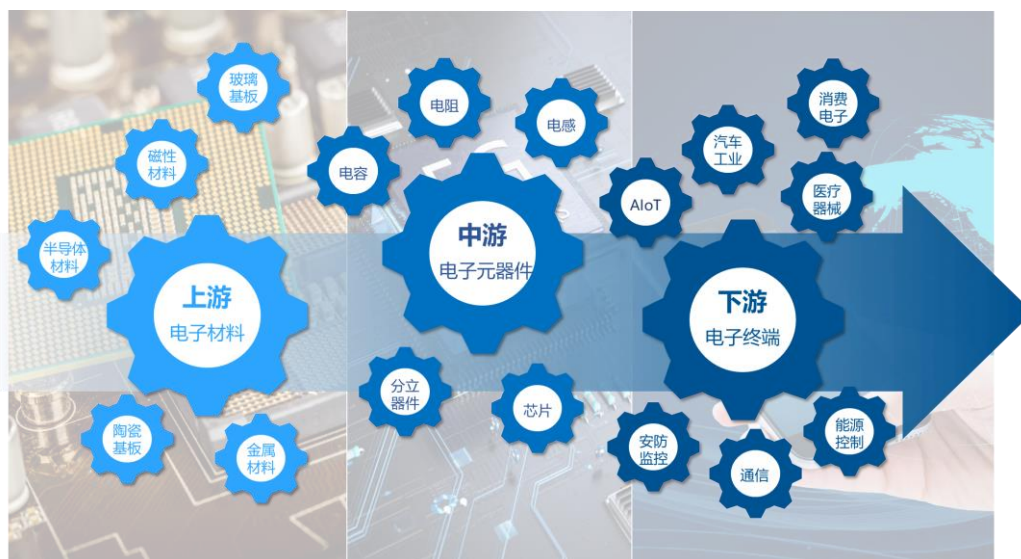 玻璃
基板
磁性
材料
半导体
材料
上游
电子材料
陶瓷
基板
金属
材料
电阻
电感
电容
中游
电子元器件
分立
器件
芯片
消费
电子
汽车
工业
医疗
器械
AIoT
下游
电子终端
能源
控制
安防
监控
通信